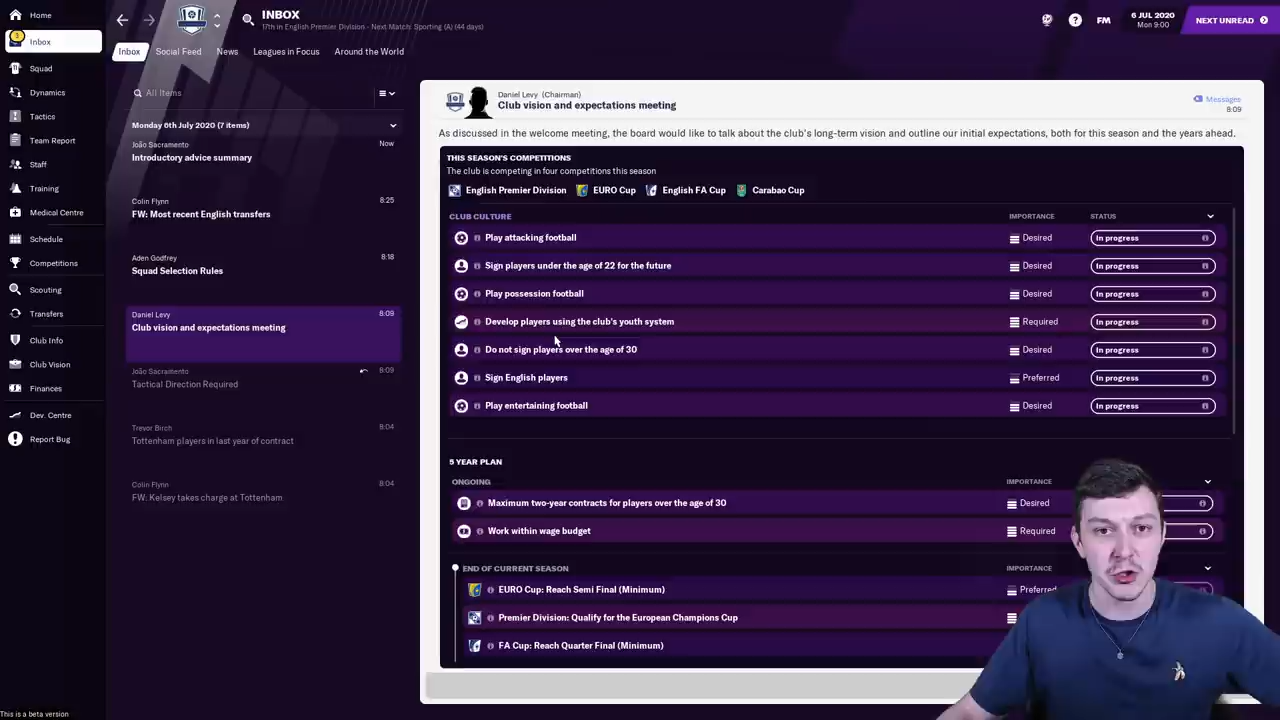 Home
3
Inbox
Squad
Dynamics
Tactics
Team Report
Staff
Training
Medical Centre
Schedule
Competitions
Scouting
Transfers
Club Info
Club Vision
Finances
Dev. Centre
Report Bug
This is a beta version
INBOX
17th in English Premier Division - Next Match: Sporting (A) (44 days)
FM
6 JUL 2020
Mon 9:00
NEXT UNREAD
Inbox
Social Feed
News
Leagues in Focus
Around the World
All Items
Monday 6th July 2020 (7 items)
João Sacramento
Now
Introductory advice summary
Colin Flynn
8:25
FW: Most recent English transfers
Aden Godfrey
8:18
Squad Selection Rules
Daniel Levy
8:09
Club vision and expectations meeting
João Sacramento
8:09
Tactical Direction Required
Trevor Birch
8:04
Tottenham players in last year of contract
Colin Flynn
8:04
FW: Kelsey takes charge at Tottenham
Daniel Levy (Chairman)
Club vision and expectations meeting
Messages
8:09
As discussed in the welcome meeting, the board would like to talk about the club's long-term vision and outline our initial expectations, both for this season and the years ahead.
THIS SEASON'S COMPETITIONS
The club is competing in four competitions this season
English Premier Division
EURO Cup
English FA Cup
Carabao Cup
CLUB CULTURE
IMPORTANCE
STATUS
Play attacking football
Desired
In progress
Sign players under the age of 22 for the future
Desired
In progress
Play possession football
Desired
In progress
Develop players using the club's youth system
Required
In progress
Do not sign players over the age of 30
Desired
In progress
Sign English players
Preferred
In progress
Play entertaining football
Desired
In progress
5 YEAR PLAN
ONGOING
IMPORTANCE
Maximum two-year contracts for players over the age of 30
Desired
Work within wage budget
Required
END OF CURRENT SEASON
IMPORTANCE
EURO Cup: Reach Semi Final (Minimum)
Preferred
Premier Division: Qualify for the European Champions Cup
FA Cup: Reach Quarter Final (Minimum)